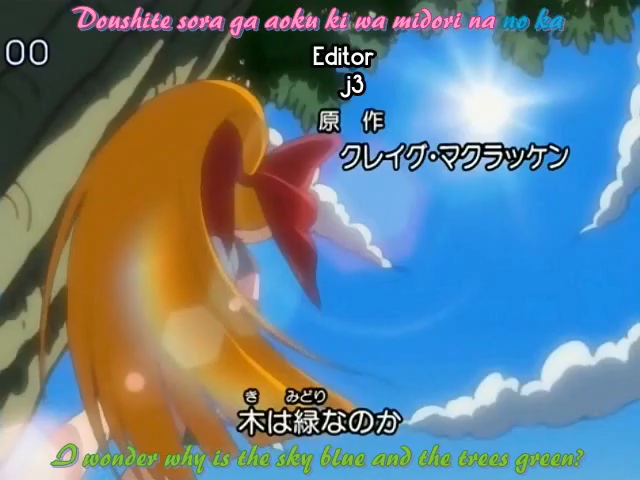 Doushite sora ga aoku ki wa midori na no ka
00
Editor
j3
原 作
クレイグ・マクラッケン
き みどり
木は緑なのか
I wonder why is the sky blue and the trees green?